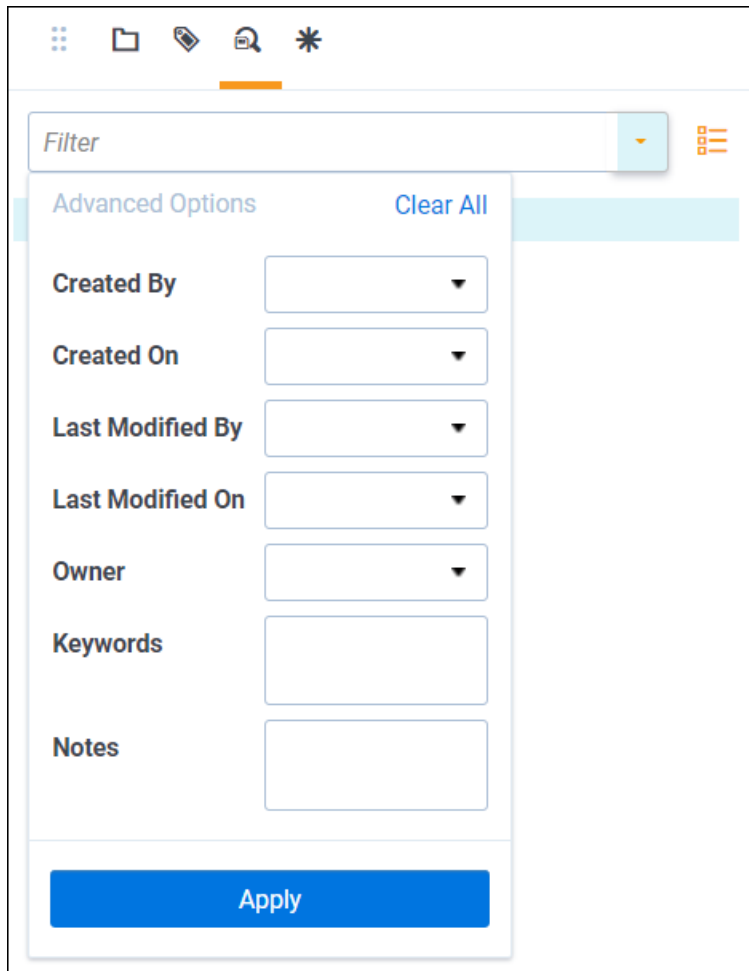 Filter
Advanced Options Clear All
Created By
Created On
Last Modified By
Last Modified On
Owner
Keywords
Notes
Apply